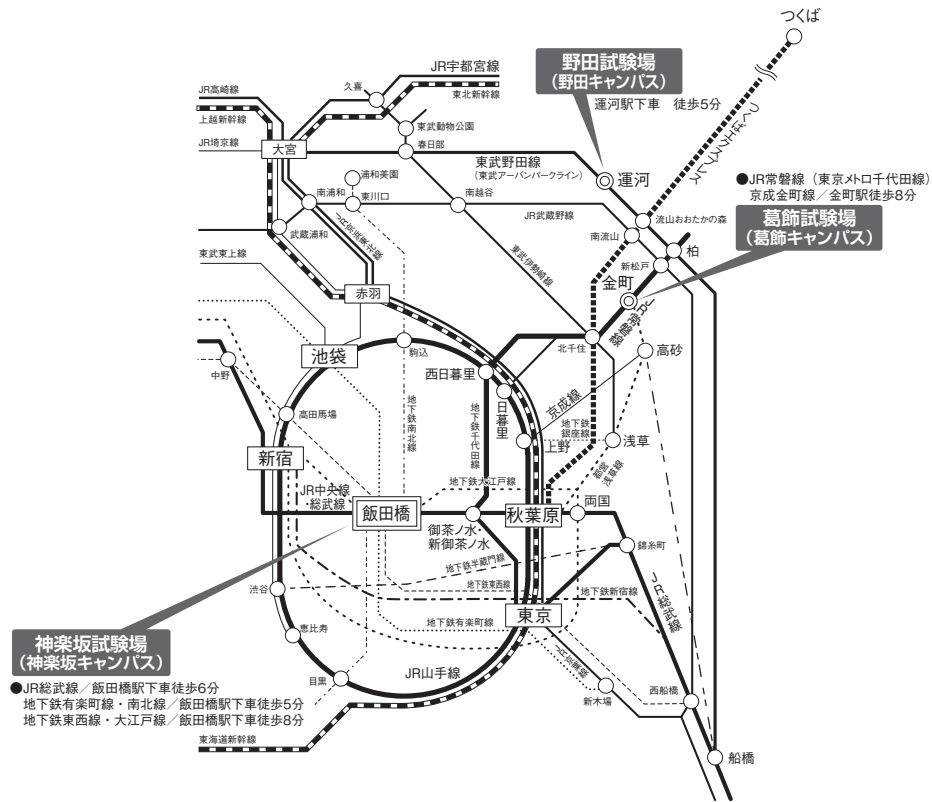 つくば
JR宇都宮線
東北新幹線
久喜
JR高崎線
上越新幹線
JR埼京線
大宮
東武動物公園
春日部
野田試験場
(野田キャンパス)
運河駅下車 徒歩5分
つくばエクスプレス
東武野田線
(東武アーバンパークライン)
運河
浦和美園
南浦和
東川口
南越谷
JR武蔵野線
流山おおたかの森
●JR常磐線(東京メトロ千代田線)
京成金町線/金町駅徒歩8分
葛飾試験場
(葛飾キャンパス)
武蔵浦和
南流山
柏
新松戸
東武東上線
東武伊勢崎線
金町
赤羽
JR常磐線
池袋
駒込
北千住
高砂
中野
西日暮里
日暮里
京成線
高田馬場
地下鉄南北線
地下鉄千代田線
地下鉄
銀座線
上野
浅草
新宿
都営
浅草線
JR中央線
総武線
地下鉄大江戸線
飯田橋
秋葉原
両国
御茶ノ水
新御茶ノ水
錦糸町
地下鉄半蔵門線
地下鉄東西線
地下鉄新宿線
JR総武線
渋谷
東京
地下鉄有楽町線
恵比寿
神楽坂試験場
(神楽坂キャンパス)
●JR総武線/飯田橋駅下車徒歩6分
地下鉄有楽町線・南北線/飯田橋駅下車徒歩5分
地下鉄東西線・大江戸線/飯田橋駅下車徒歩8分
目黒
JR山手線
JR京葉線
新木場
西船橋
東海道新幹線
船橋